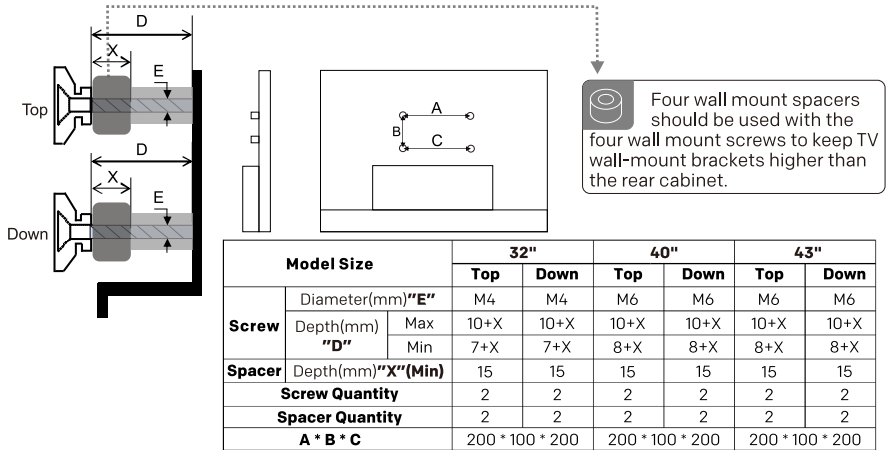 D
X
E
Top
D
X
E
Down
A
B
C
Four wall mount spacers
should be used with the
four wall mount screws to keep TV
wall-mount brackets higher than
the rear cabinet.
Model Size 32" 40" 43"
Top Down Top Down Top Down
Screw Diameter(mm)"E" M4 M4 M6 M6 M6 M6
Depth(mm) "D" Max 10+X 10+X 10+X 10+X 10+X 10+X
Min 7+X 7+X 8+X 8+X 8+X 8+X
Spacer Depth(mm)"X"(Min) 15 15 15 15 15 15
Screw Quantity 2 2 2 2 2 2
Spacer Quantity 2 2 2 2 2 2
A * B * C 200 * 100 * 200 200 * 100 * 200 200 * 100 * 200